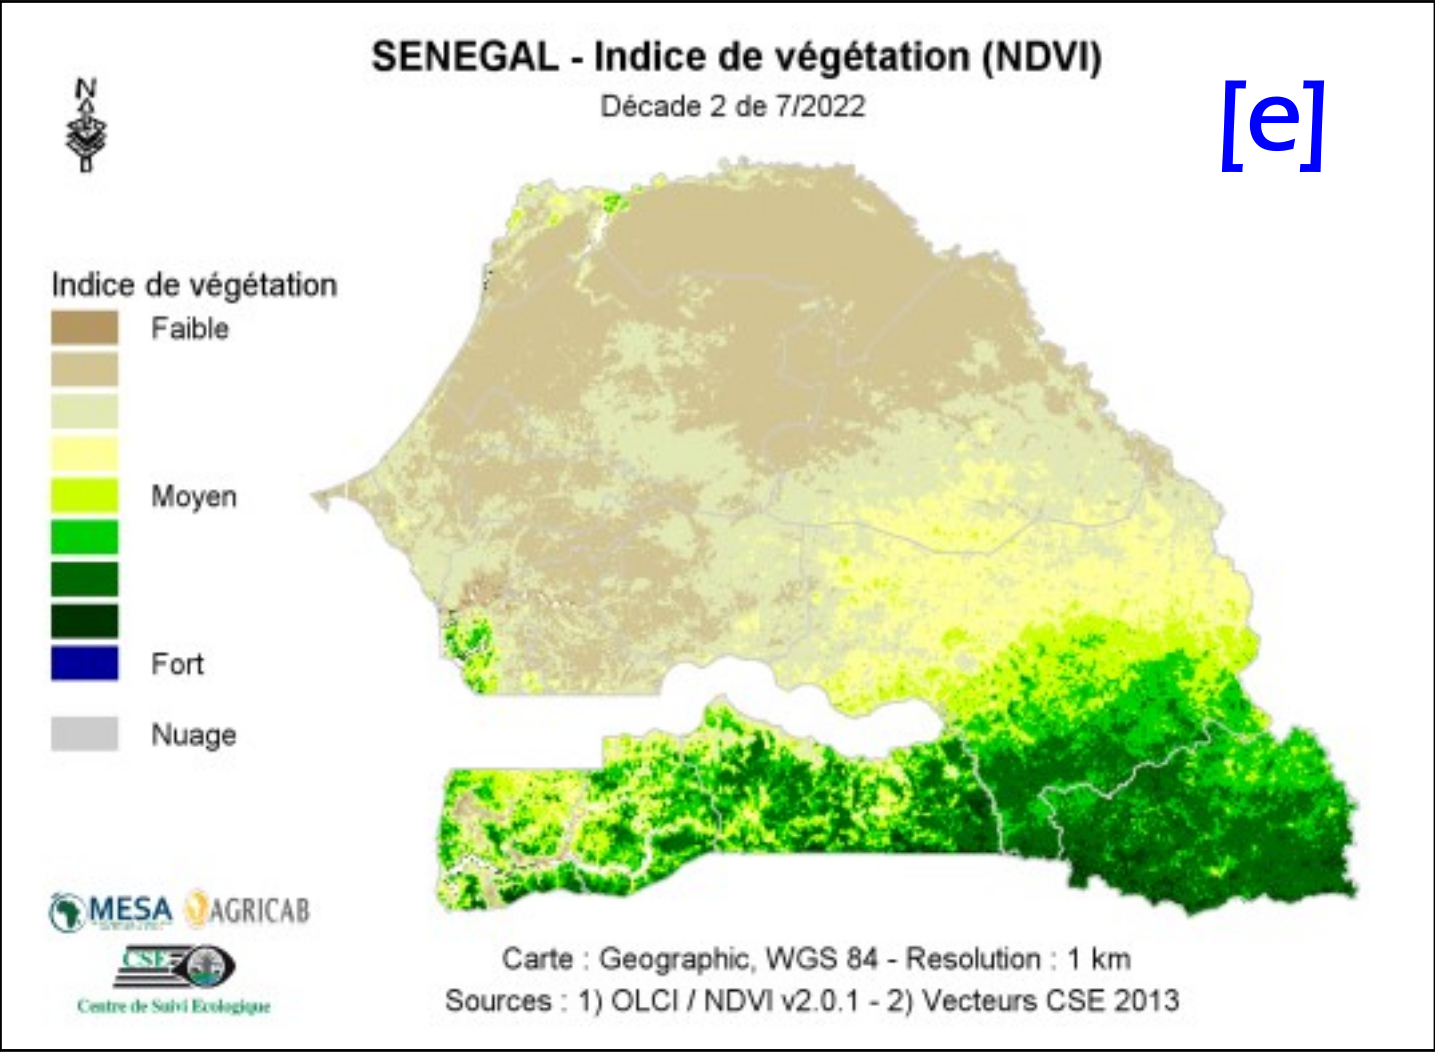 SENEGAL - Indice de végétation (NDVI)
Décade 2 de 7/2022
[e]
N
Indice de végétation
Faible
Moyen
Fort
Nuage
MESA AGRICAB
CSE
Centre de Suivi Ecologique
Carte : Geographic, WGS 84 - Resolution : 1 km
Sources : 1) OLCI / NDVI v2.0.1 - 2) Vecteurs CSE 2013